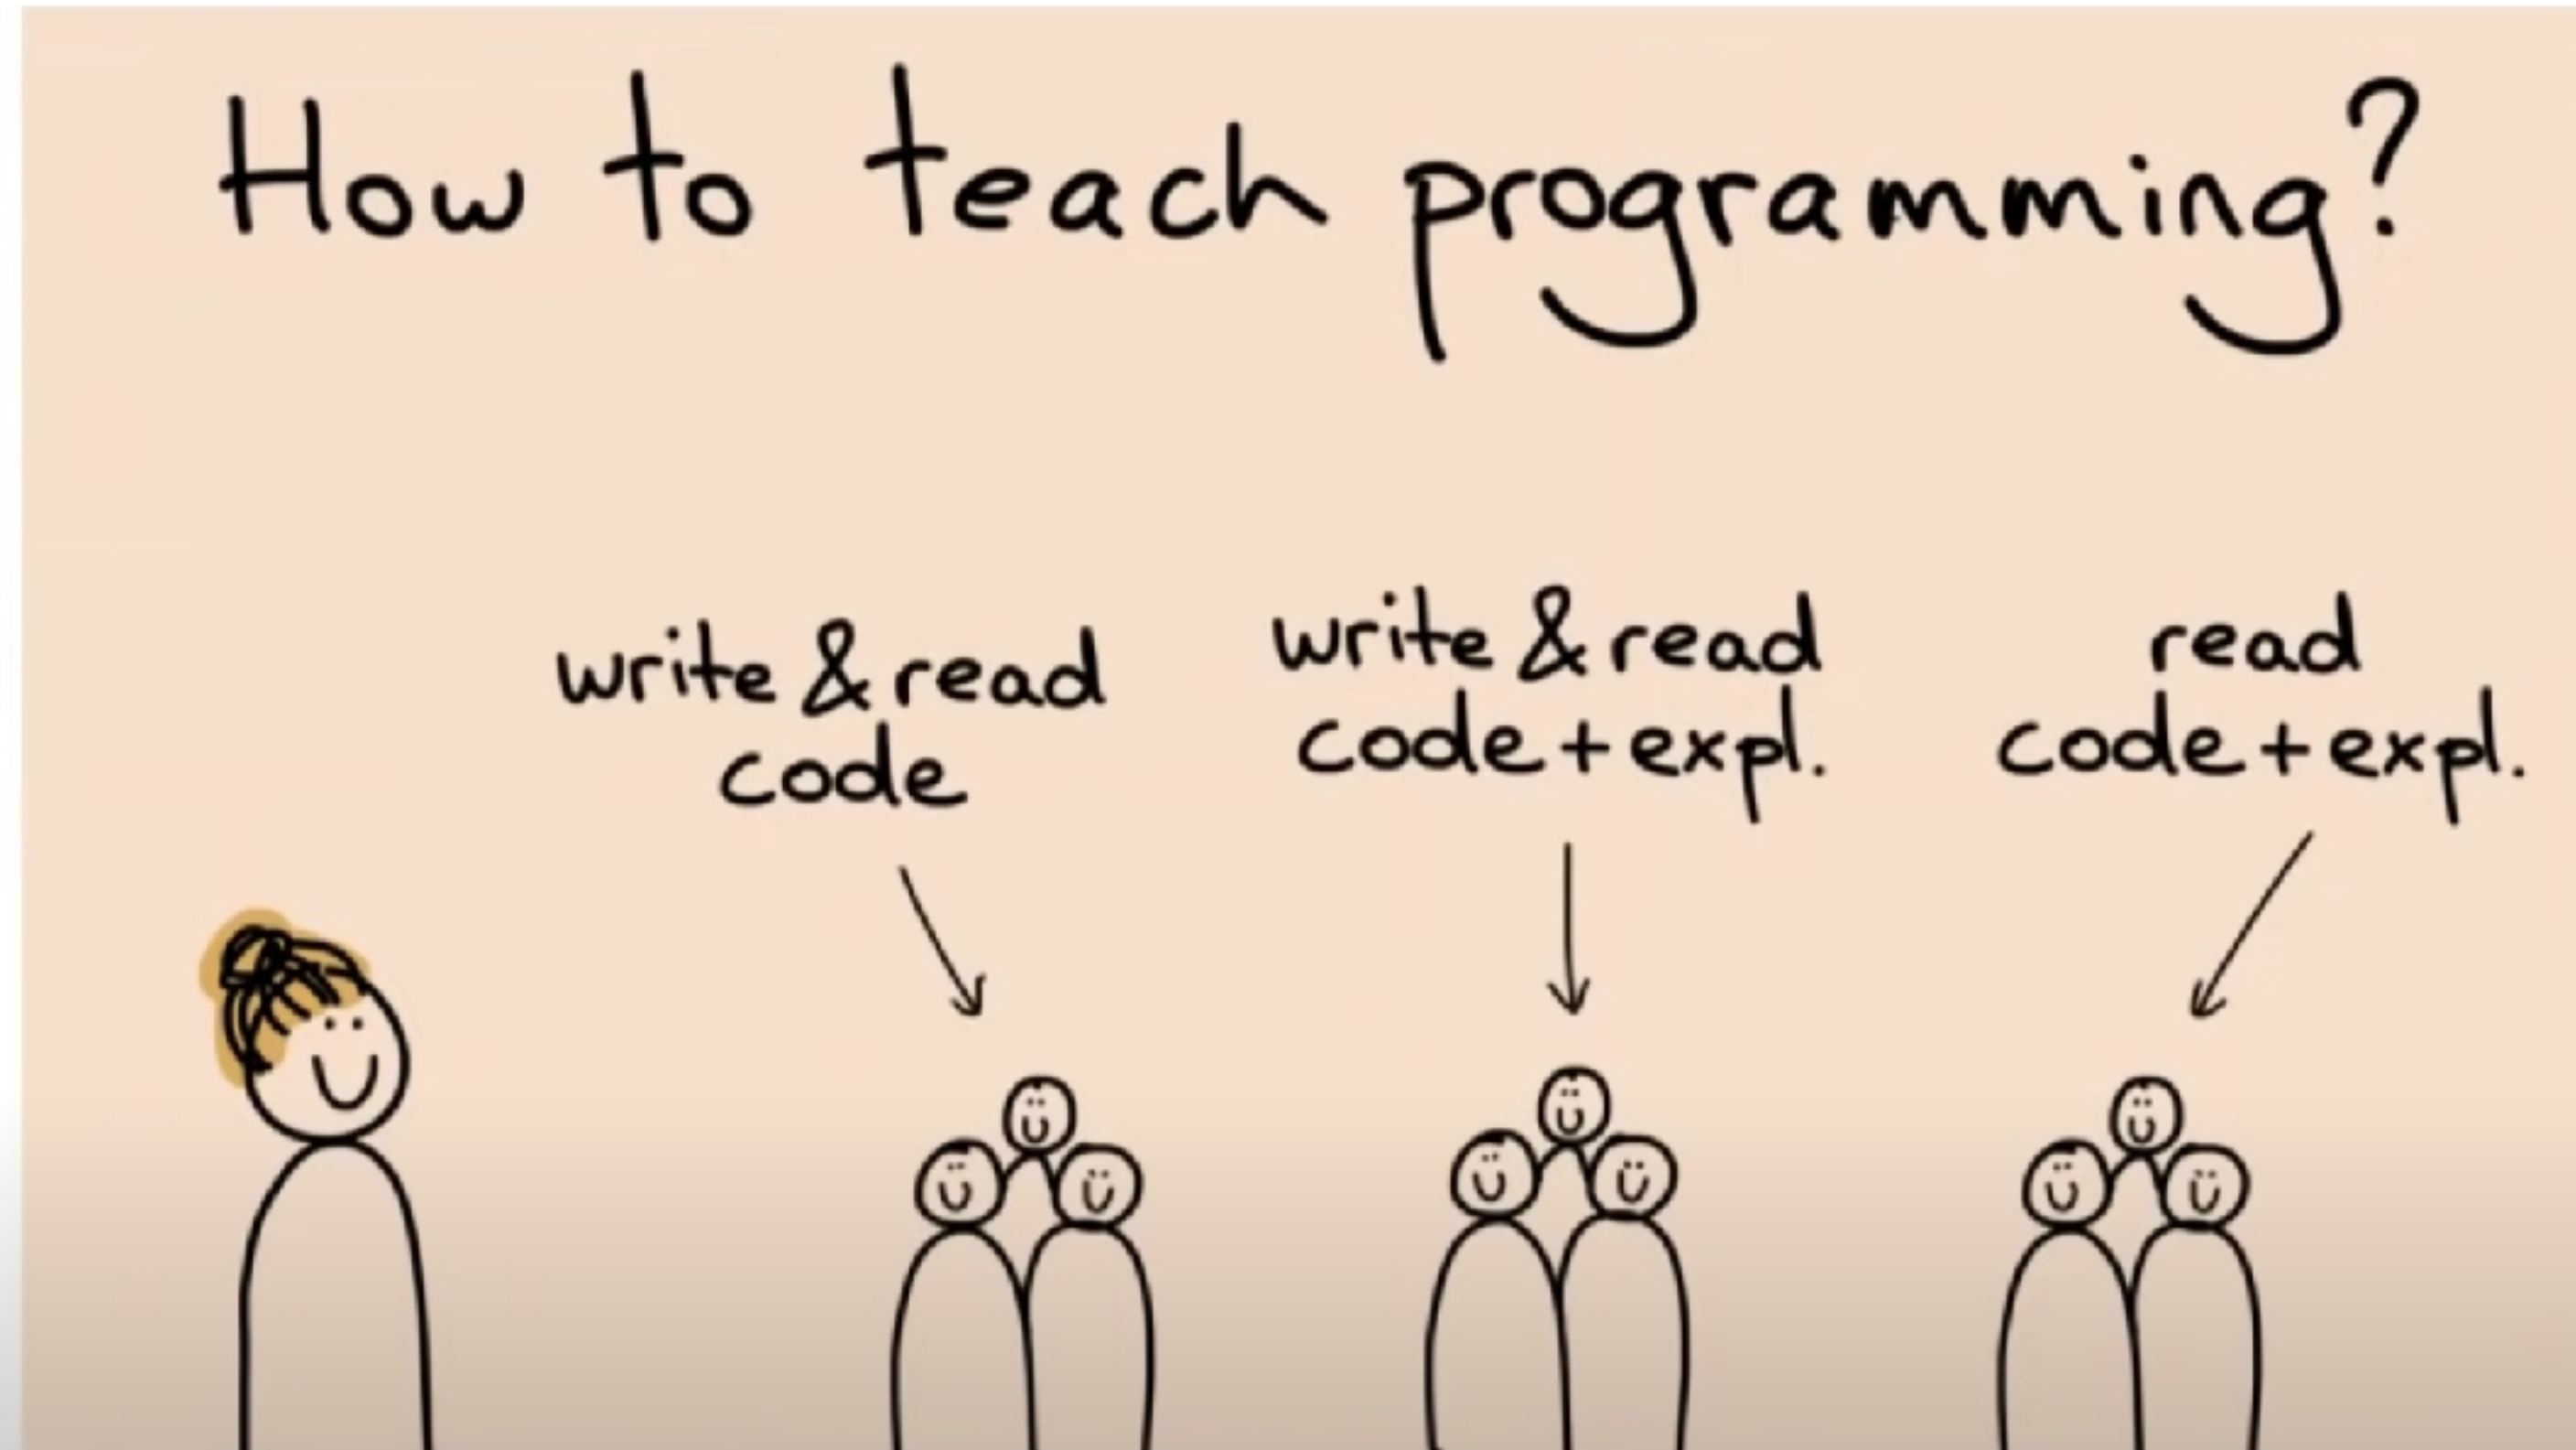 How to teach programming?
write & read
code
write & read
code + expl.
read
code + expl.